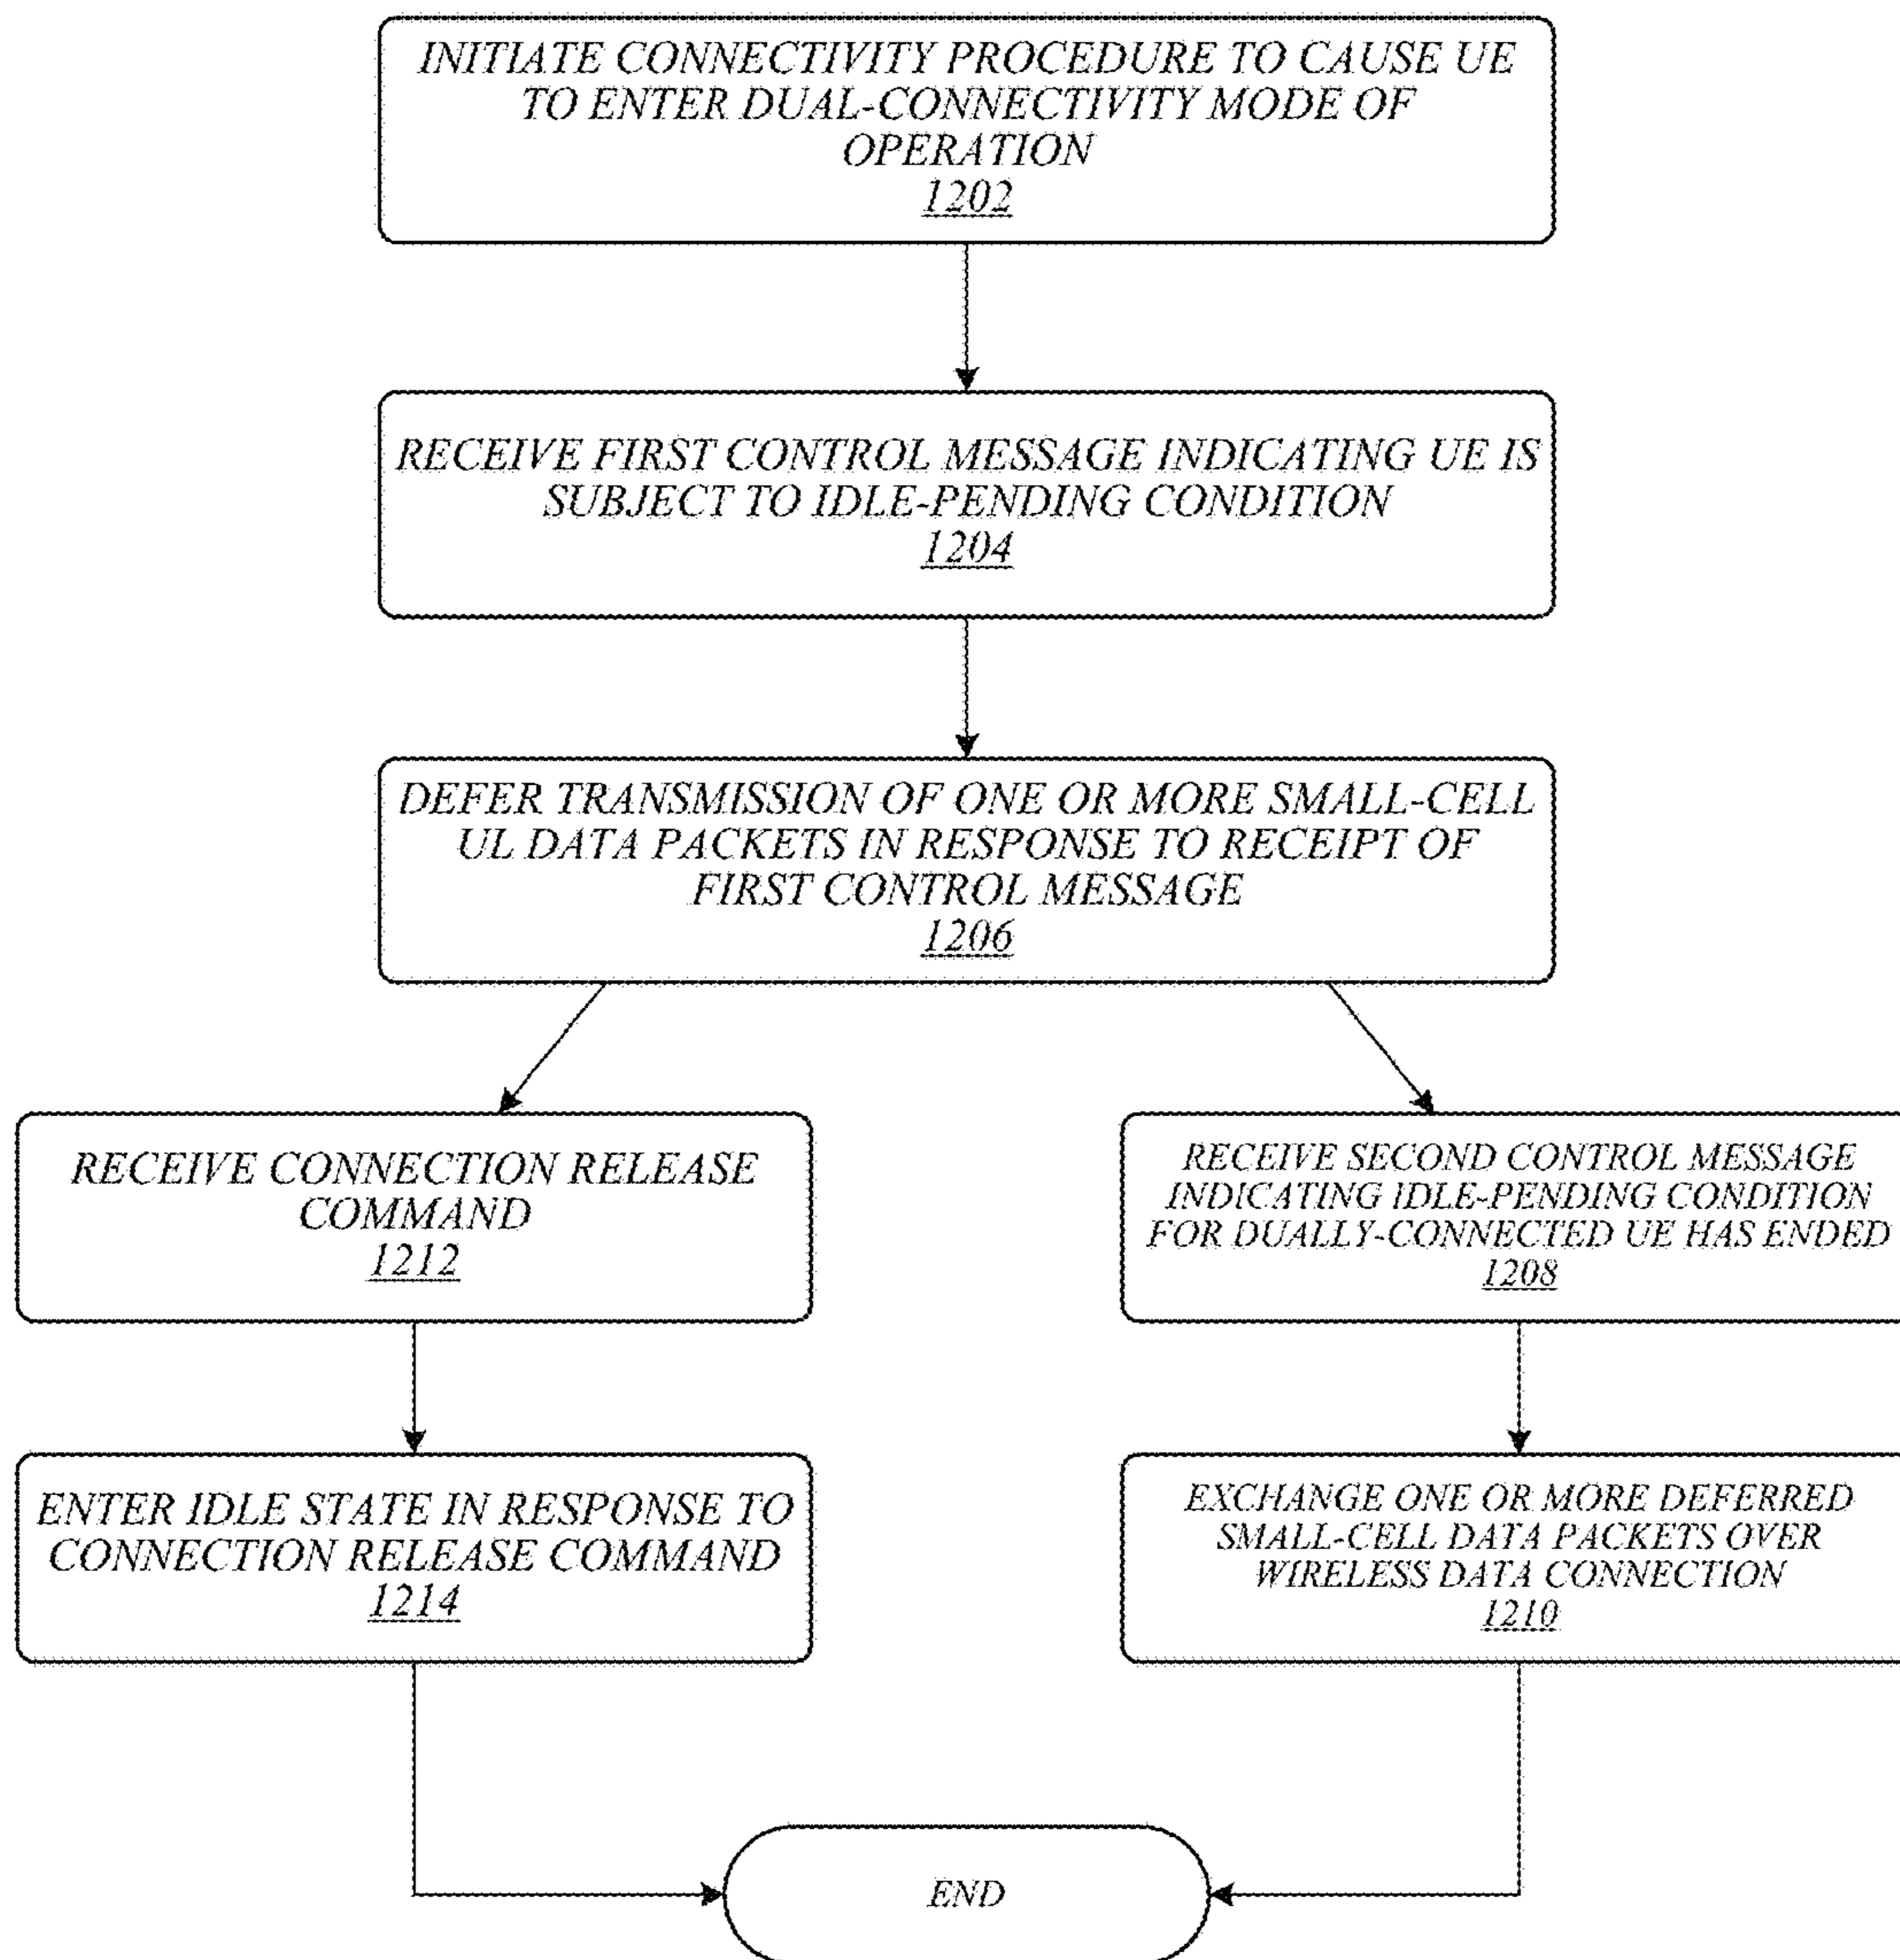 INITIATE CONNECTIVITY PROCEDURE TO CAUSE UE
TO ENTER DUAL-CONNECTIVITY MODE OF
OPERATION
1202
RECEIVE FIRST CONTROL MESSAGE INDICATING UE IS
SUBJECT TO IDLE-PENDING CONDITION
1204
DEFER TRANSMISSION OF ONE OR MORE SMALL-CELL
UL DATA PACKETS IN RESPONSE TO RECEIPT OF
FIRST CONTROL MESSAGE
1206
RECEIVE CONNECTION RELEASE
COMMAND
1212
RECEIVE SECOND CONTROL MESSAGE
INDICATING IDLE-PENDING CONDITION
FOR DUALLY-CONNECTED UE HAS ENDED
1208
ENTER IDLE STATE IN RESPONSE TO
CONNECTION RELEASE COMMAND
1214
EXCHANGE ONE OR MORE DEFERRED
SMALL-CELL DATA PACKETS OVER
WIRELESS DATA CONNECTION
1210
END